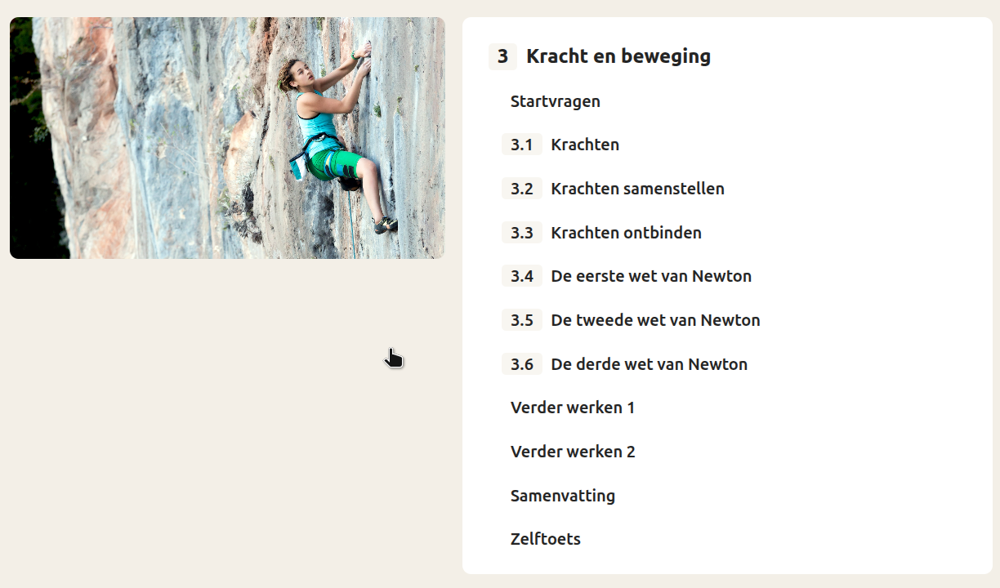 3 Kracht en beweging
Startvragen
3.1 Krachten
3.2 Krachten samenstellen
3.3 Krachten ontbinden
3.4 De eerste wet van Newton
3.5 De tweede wet van Newton
3.6 De derde wet van Newton
Verder werken 1
Verder werken 2
Samenvatting
Zelftoets